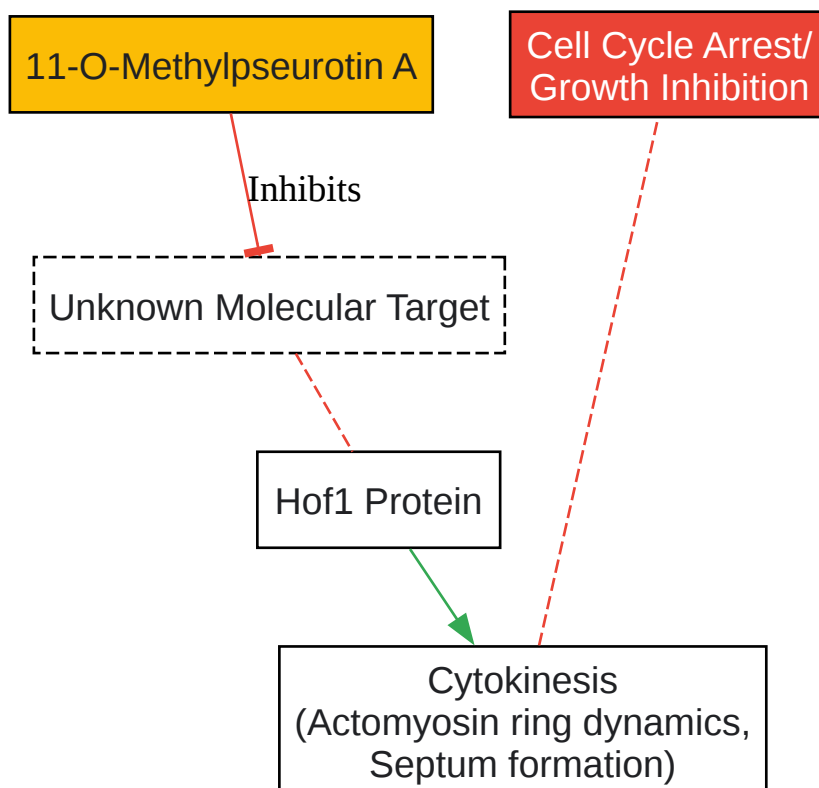 11-O-Methylpseurotin A
Cell Cycle Arrest/
Growth Inhibition
Inhibits
Unknown Molecular Target
Hof1 Protein
Cytokinesis
(Actomyosin ring dynamics,
Septum formation)